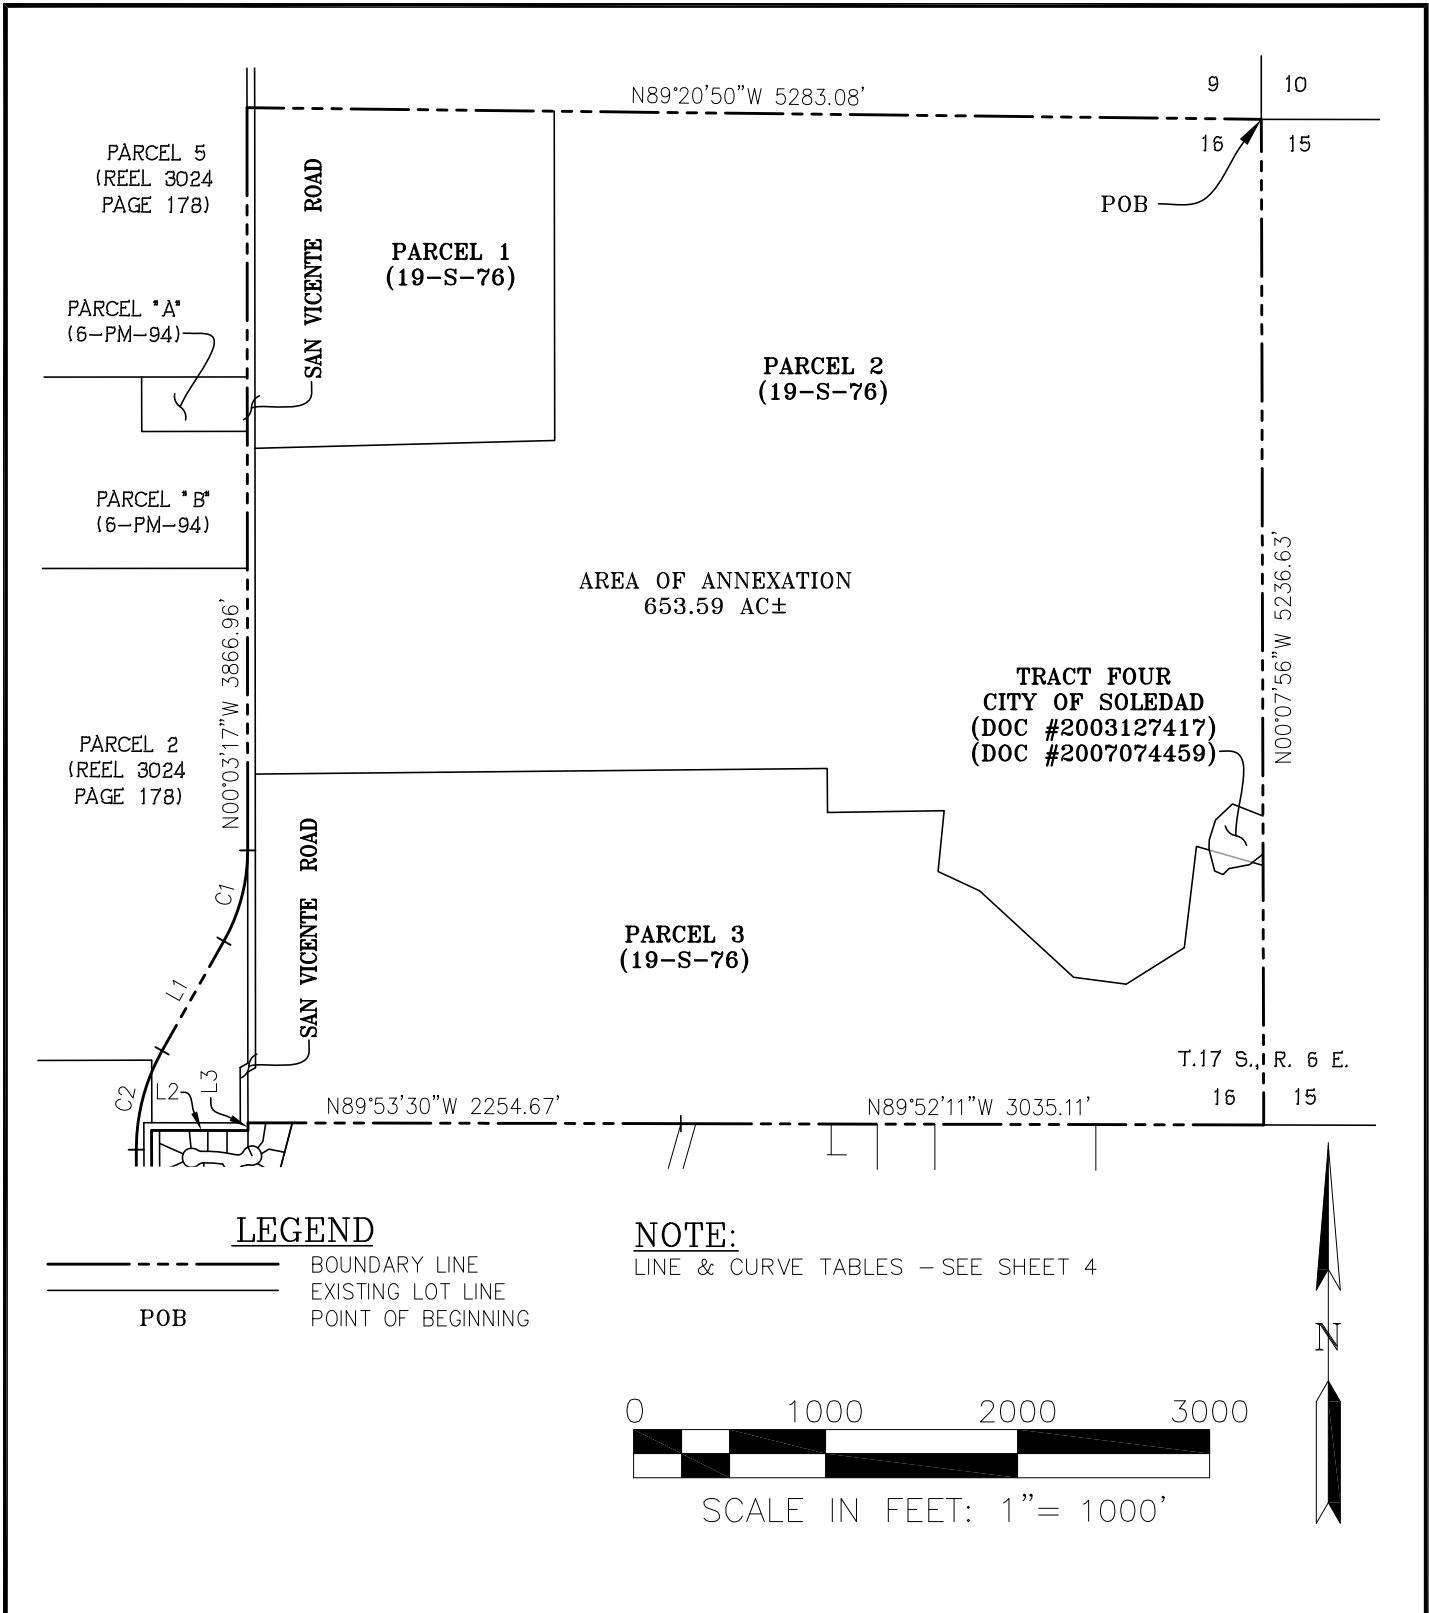 N89°20'50"W 5283.08'
9 10
16 15
POB
PARCEL 5
(REEL 3024
PAGE 178)
SAN VICENTE ROAD
PARCEL 1
(19-S-76)
PARCEL "A"
(6-PM-94)
PARCEL 2
(19-S-76)
PARCEL "B"
(6-PM-94)
AREA OF ANNEXATION
653.59 AC±
N00°03'17"W 3866.96'
N00°07'56"W 5236.63'
TRACT FOUR
CITY OF SOLEDAD
(DOC #2003127417)
(DOC #2007074459)
PARCEL 2
(REEL 3024
PAGE 178)
SAN VICENTE ROAD
C1
PARCEL 3
(19-S-76)
L1
T.17 S., R. 6 E.
C2
L2
L3
N89°53'30"W 2254.67'
N89°52'11"W 3035.11'
16 15
LEGEND
BOUNDARY LINE
EXISTING LOT LINE
POB POINT OF BEGINNING
NOTE:
LINE & CURVE TABLES – SEE SHEET 4
N
0 1000 2000 3000
SCALE IN FEET: 1"= 1000'